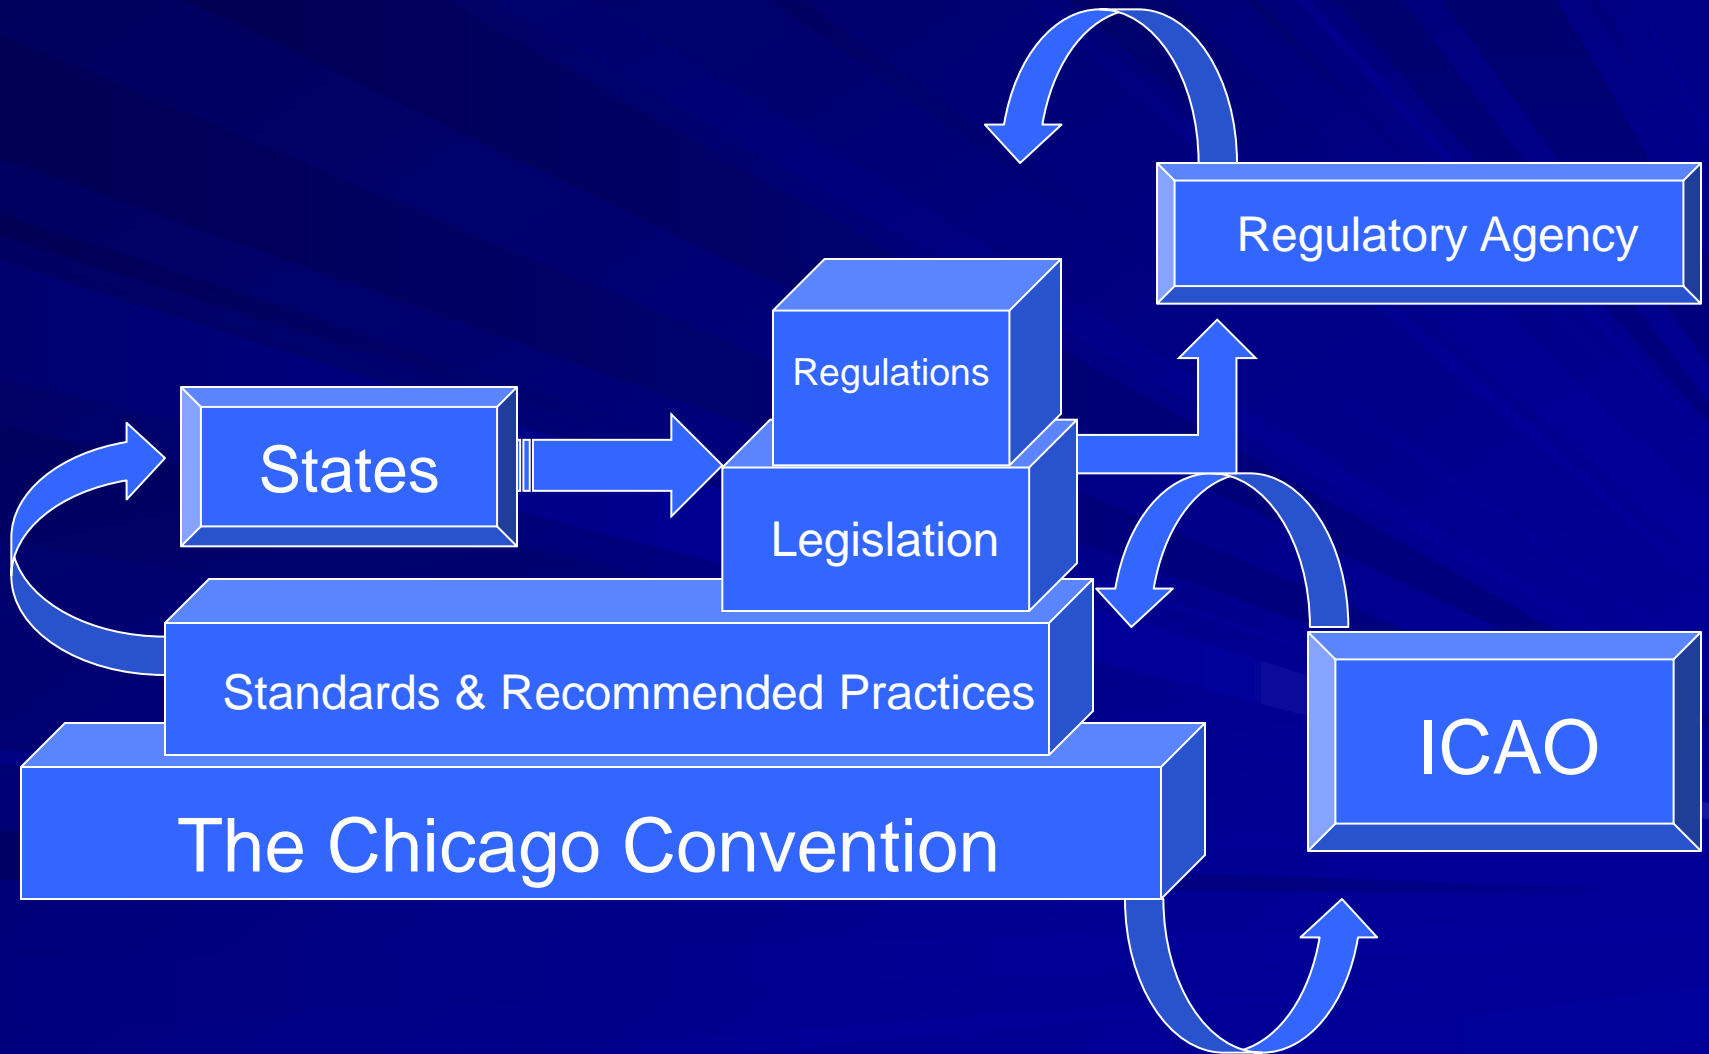 Regulatory Agency
Regulations
States
Legislation
Standards & Recommended Practices
ICAO
The Chicago Convention